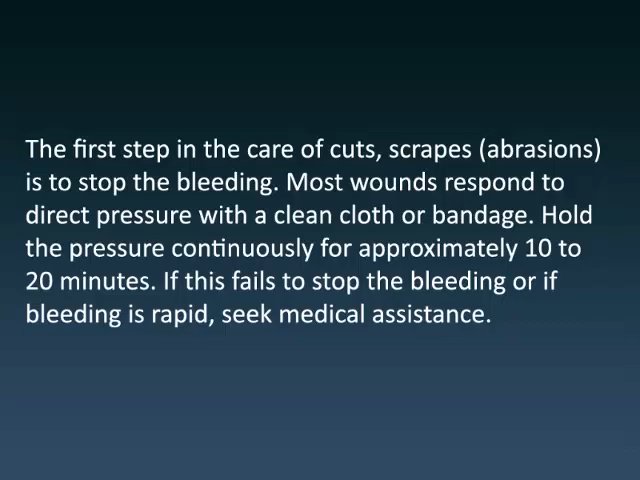 The first step in the care of cuts, scrapes (abrasions)
is to stop the bleeding. Most wounds respond to
direct pressure with a clean cloth or bandage. Hold
the pressure continuously for approximately 10 to
20 minutes. If this fails to stop the bleeding or if
bleeding is rapid, seek medical assistance.